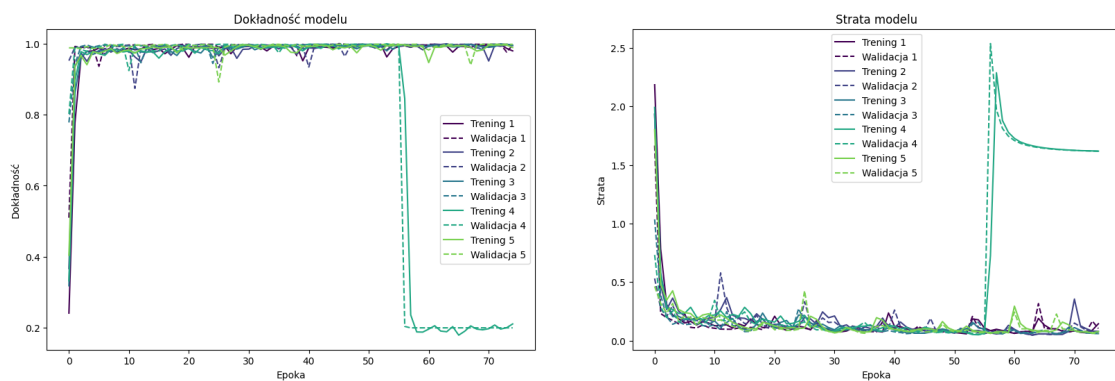 Dokładność modelu
Dokładność
1.0
0.8
0.6
0.4
0.2
Trening 1
Walidacja 1
Trening 2
Walidacja 2
Trening 3
Walidacja 3
Trening 4
Walidacja 4
Trening 5
Walidacja 5
0 10 20 30 40 50 60 70
Epoka
Strata modelu
Strata
2.5
2.0
1.5
1.0
0.5
0.0
Trening 1
Walidacja 1
Trening 2
Walidacja 2
Trening 3
Walidacja 3
Trening 4
Walidacja 4
Trening 5
Walidacja 5
0 10 20 30 40 50 60 70
Epoka